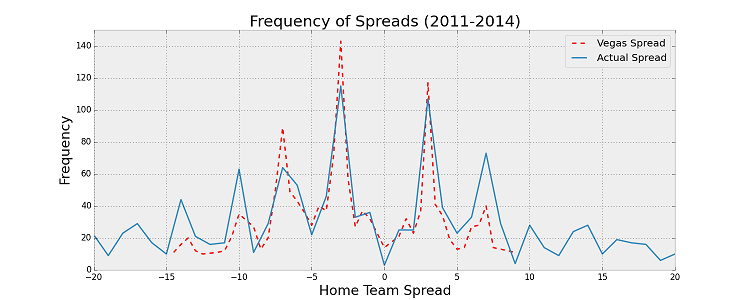 Frequency of Spreads (2011-2014)
Vegas Spread
Actual Spread
Frequency
140
120
100
80
60
40
20
0
−20 −15 −10 −5 0 5 10 15 20
Home Team Spread